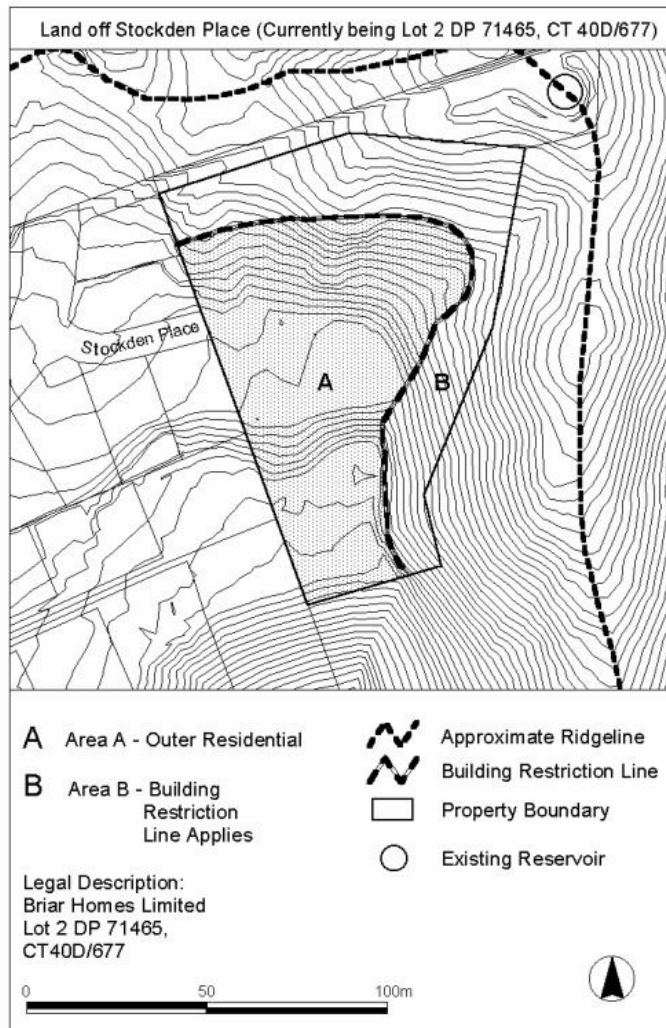 Land off Stockden Place (Currently being Lot 2 DP 71465, CT 40D/677)
Stockden Place
A
B
A Area A - Outer Residential
B Area B - Building
Restriction
Line Applies
Legal Description:
Briar Homes Limited
Lot 2 DP 71465,
CT40D/677
Approximate Ridgeline
Building Restriction Line
Property Boundary
Existing Reservoir
0 50 100m